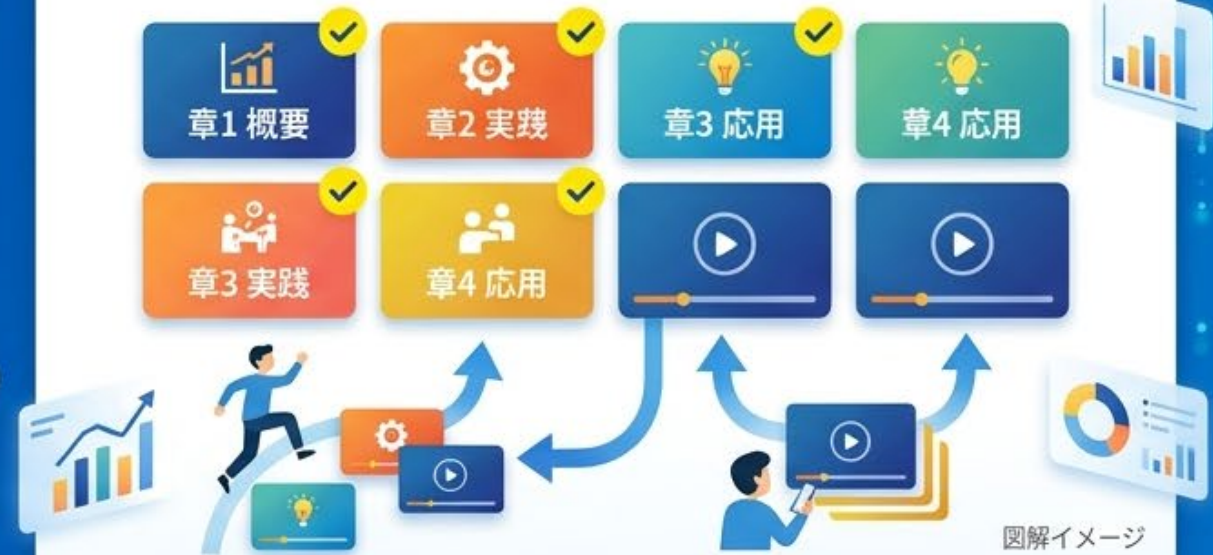 章1 概要
章2 実践
章3 応用
章4 応用
章3 実践
章4 応用
図解イメージ